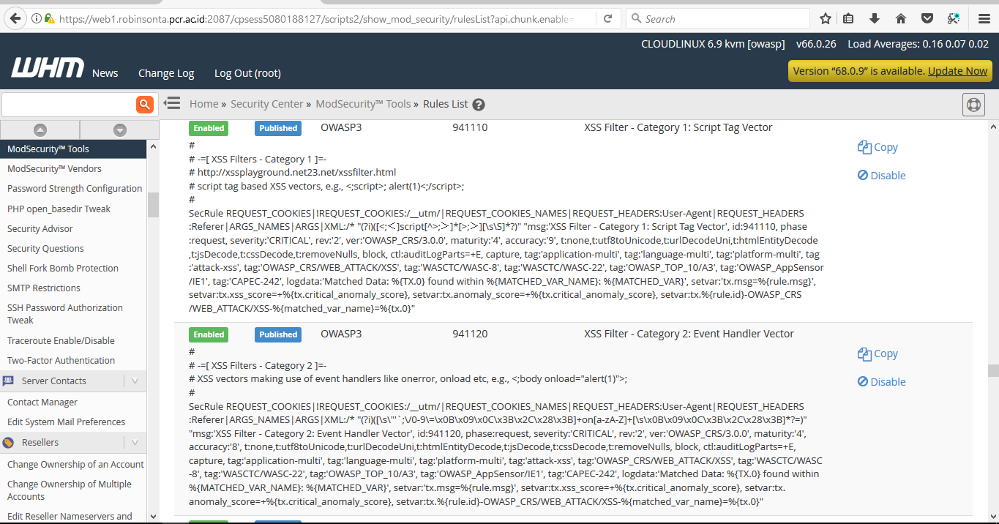 https://web1.robinsonta.pcr.ac.id:2087/cpsess5080188127/scripts2/show_mod_security/rulesList?api.chunk.enable=
Search
CLOUDLINUX 6.9 kvm [owasp] v66.0.26 Load Averages: 0.16 0.07 0.02
WHM
News Change Log Log Out (root)
Version “68.0.9” is available. Update Now
Home » Security Center » ModSecurity™ Tools » Rules List ?
ModSecurity™ Tools
ModSecurity™ Vendors
Password Strength Configuration
PHP open_basedir Tweak
Security Advisor
Security Questions
Shell Fork Bomb Protection
SMTP Restrictions
SSH Password Authorization
Tweak
Traceroute Enable/Disable
Two-Factor Authentication
Server Contacts
Contact Manager
Edit System Mail Preferences
Resellers
Change Ownership of an Account
Change Ownership of Multiple
Accounts
Edit Reseller Nameservers and
Enabled Published OWASP3 941110 XSS Filter - Category 1: Script Tag Vector
Copy
Disable
#
# -=[ XSS Filters - Category 1 ]=-
# http://xssplayground.net23.net/xssfilter.html
# script tag based XSS vectors, e.g., <;script>; alert(1)<;/script>;
#
SecRule REQUEST_COOKIES|!REQUEST_COOKIES:/__utm/|REQUEST_COOKIES_NAMES|REQUEST_HEADERS:User-Agent|REQUEST_HEADERS
:Referer|ARGS_NAMES|ARGS|XML:/* "(?i)([<;＜]script[^>;＞]*[>;＞][\s\S]*?)" "msg:'XSS Filter - Category 1: Script Tag Vector', id:941110, phase
:request, severity:'CRITICAL', rev:'2', ver:'OWASP_CRS/3.0.0', maturity:'4', accuracy:'9', t:none,t:utf8toUnicode,t:urlDecodeUni,t:htmlEntityDecode
,t:jsDecode,t:cssDecode,t:removeNulls, block, ctl:auditLogParts=+E, capture, tag:'application-multi', tag:'language-multi', tag:'platform-multi', tag
:'attack-xss', tag:'OWASP_CRS/WEB_ATTACK/XSS', tag:'WASCTC/WASC-8', tag:'WASCTC/WASC-22', tag:'OWASP_TOP_10/A3', tag:'OWASP_AppSensor
/IE1', tag:'CAPEC-242', logdata:'Matched Data: %{TX.0} found within %{MATCHED_VAR_NAME}: %{MATCHED_VAR}', setvar:'tx.msg=%{rule.msg}',
setvar:tx.xss_score=+%{tx.critical_anomaly_score}, setvar:tx.anomaly_score=+%{tx.critical_anomaly_score}, setvar:tx.%{rule.id}-OWASP_CRS
/WEB_ATTACK/XSS-%{matched_var_name}=%{tx.0}"
Enabled Published OWASP3 941120 XSS Filter - Category 2: Event Handler Vector
Copy
Disable
#
# -=[ XSS Filters - Category 2 ]=-
# XSS vectors making use of event handlers like onerror, onload etc, e.g., <;body onload="alert(1)">;
#
SecRule REQUEST_COOKIES|!REQUEST_COOKIES:/__utm/|REQUEST_COOKIES_NAMES|REQUEST_HEADERS:User-Agent|REQUEST_HEADERS
:Referer|ARGS_NAMES|ARGS|XML:/* "(?i)([\s\"'`;\/0-9\=\x0B\x09\x0C\x3B\x2C\x28\x3B]+on[a-zA-Z]+[\s\x0B\x09\x0C\x3B\x2C\x28\x3B]*?=)"
"msg:'XSS Filter - Category 2: Event Handler Vector', id:941120, phase:request, severity:'CRITICAL', rev:'2', ver:'OWASP_CRS/3.0.0', maturity:'4',
accuracy:'8', t:none,t:utf8toUnicode,t:urlDecodeUni,t:htmlEntityDecode,t:jsDecode,t:cssDecode,t:removeNulls, block, ctl:auditLogParts=+E,
capture, tag:'application-multi', tag:'language-multi', tag:'platform-multi', tag:'attack-xss', tag:'OWASP_CRS/WEB_ATTACK/XSS', tag:'WASCTC/WASC
-8', tag:'WASCTC/WASC-22', tag:'OWASP_TOP_10/A3', tag:'OWASP_AppSensor/IE1', tag:'CAPEC-242', logdata:'Matched Data: %{TX.0} found within
%{MATCHED_VAR_NAME}: %{MATCHED_VAR}', setvar:'tx.msg=%{rule.msg}', setvar:tx.xss_score=+%{tx.critical_anomaly_score}, setvar:tx.
anomaly_score=+%{tx.critical_anomaly_score}, setvar:tx.%{rule.id}-OWASP_CRS/WEB_ATTACK/XSS-%{matched_var_name}=%{tx.0}"